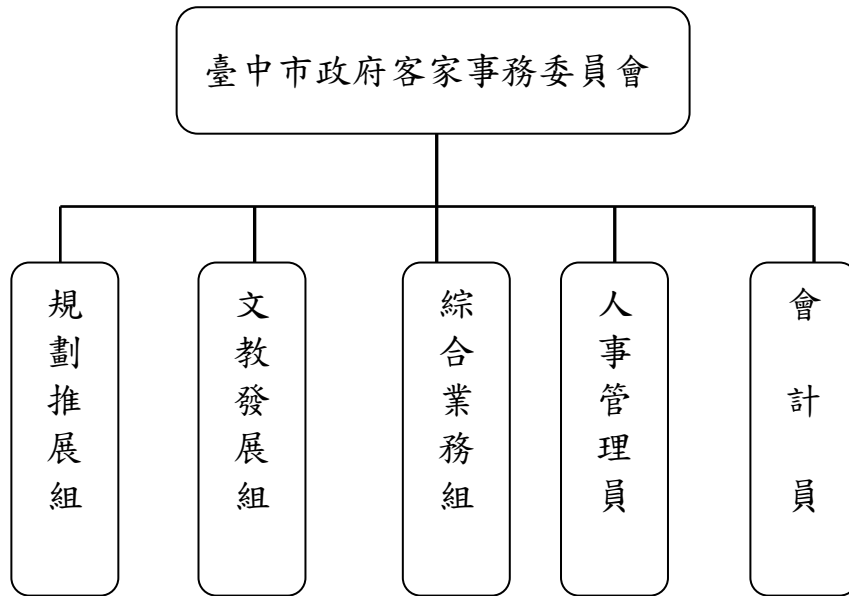 臺中市政府客家事務委員會
規劃推展組
文教發展組
綜合業務組
人事管理員
會計員